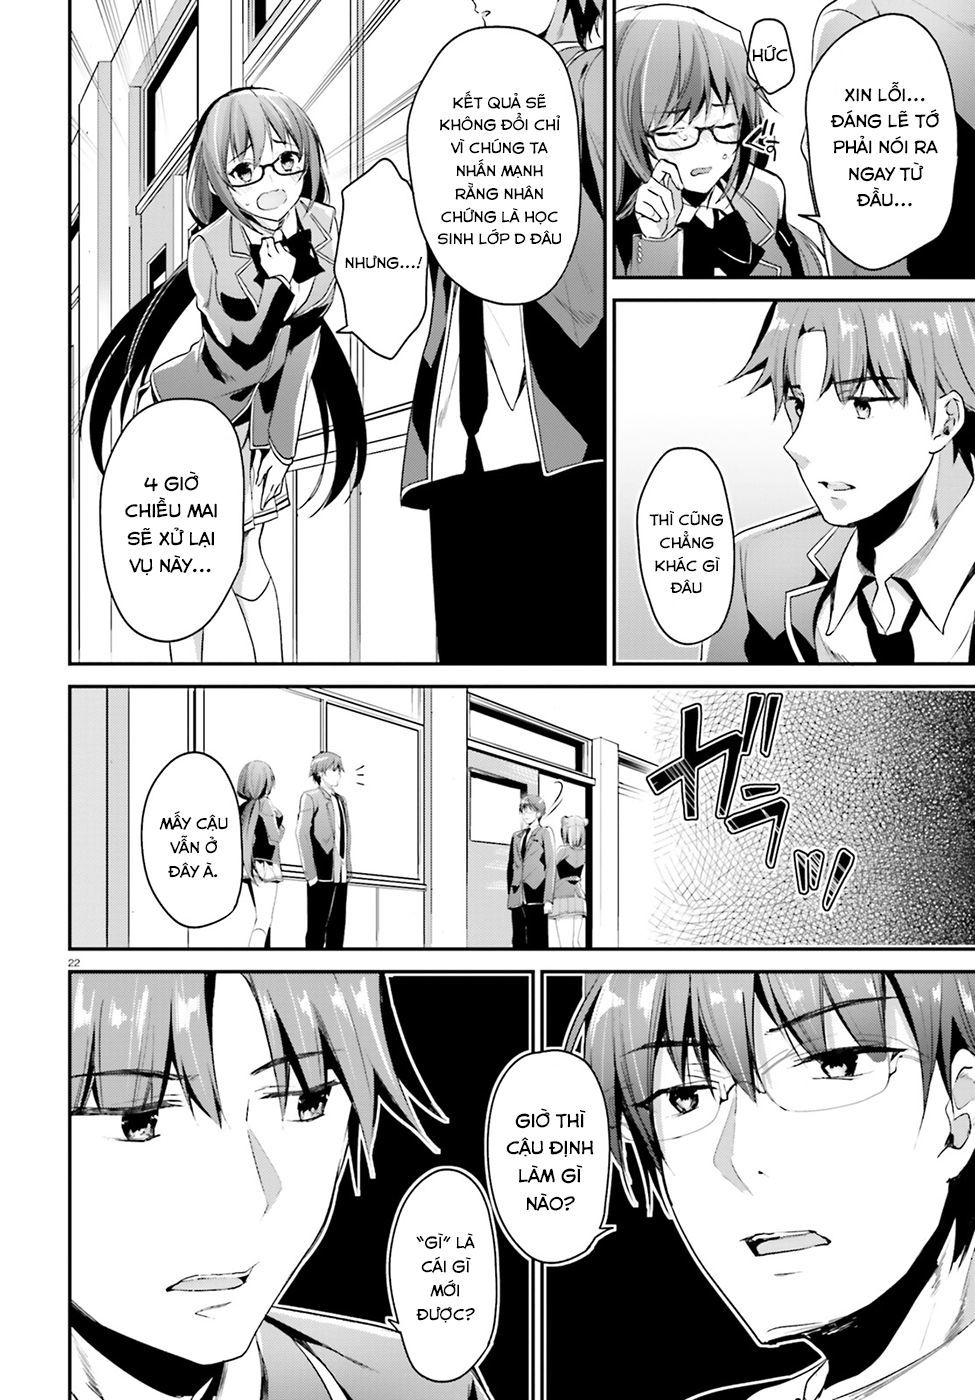 XIN LỖI...
ĐÁNG LẼ TỚ
PHẢI NÓI RA
NGAY TỪ
ĐẦU...
HỨC
THÌ CŨNG
CHẲNG
KHÁC GÌ
ĐÂU
KẾT QUẢ SẼ
KHÔNG ĐỔI CHỈ
VÌ CHÚNG TA
NHẤN MẠNH
RẰNG NHÂN
CHỨNG LÀ HỌC
SINH LỚP D ĐÂU
NHƯNG...!
4 GIỜ
CHIỀU MAI
SẼ XỬ LẠI
VỤ NÀY...
ガラッ
MẤY CẬU
VẪN Ở
ĐÂY À.
22
GIỜ THÌ
CẬU ĐỊNH
LÀM GÌ
NÀO?
"GÌ" LÀ
CÁI GÌ
MỚI
ĐƯỢC?